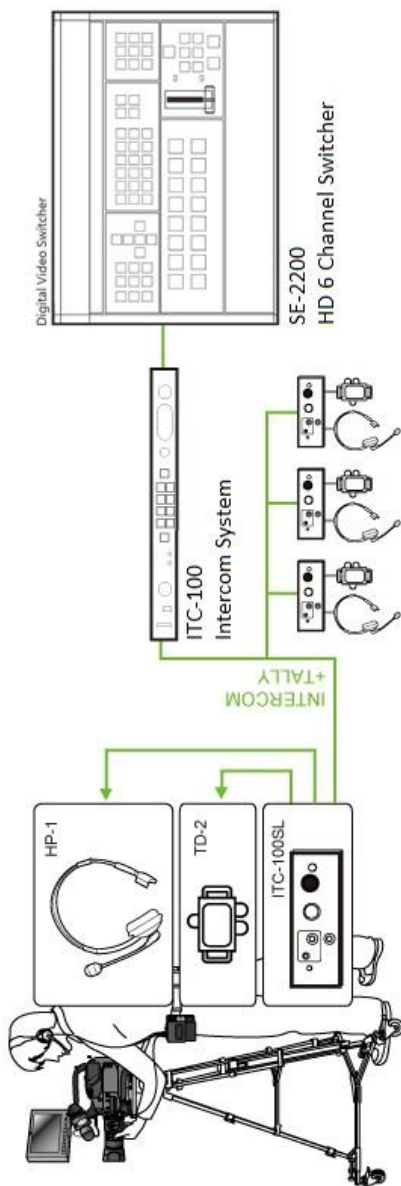 Digital Video Switcher
SE-2200
HD 6 Channel Switcher
ITC-100
Intercom System
INTERCOM
+TALLY
HP-1
TD-2
ITC-100SL